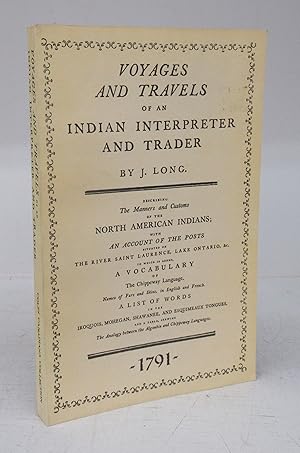 VOYAGES
AND TRAVELS
OF AN
INDIAN INTERPRETER
AND TRADER
BY J. LONG.
DESCRIBING
The Manners and Customs
OF THE
NORTH AMERICAN INDIANS;
WITH
AN ACCOUNT OF THE POSTS
SITUATED ON
THE RIVER SAINT LAURENCE, LAKE ONTARIO, &c.
TO WHICH IS ADDED,
A VOCABULARY
OF
The Chippeway Language.
Names of Furs and Skins, in English and French.
A LIST OF WORDS
IN THE
IROQUOIS, MOHEGAN, SHAWANEE, AND ESQUIMEAUX TONGUES,
AND A TABLE, SHEWING
The Analogy between the Algonkin and Chippeway Languages.
-1791-